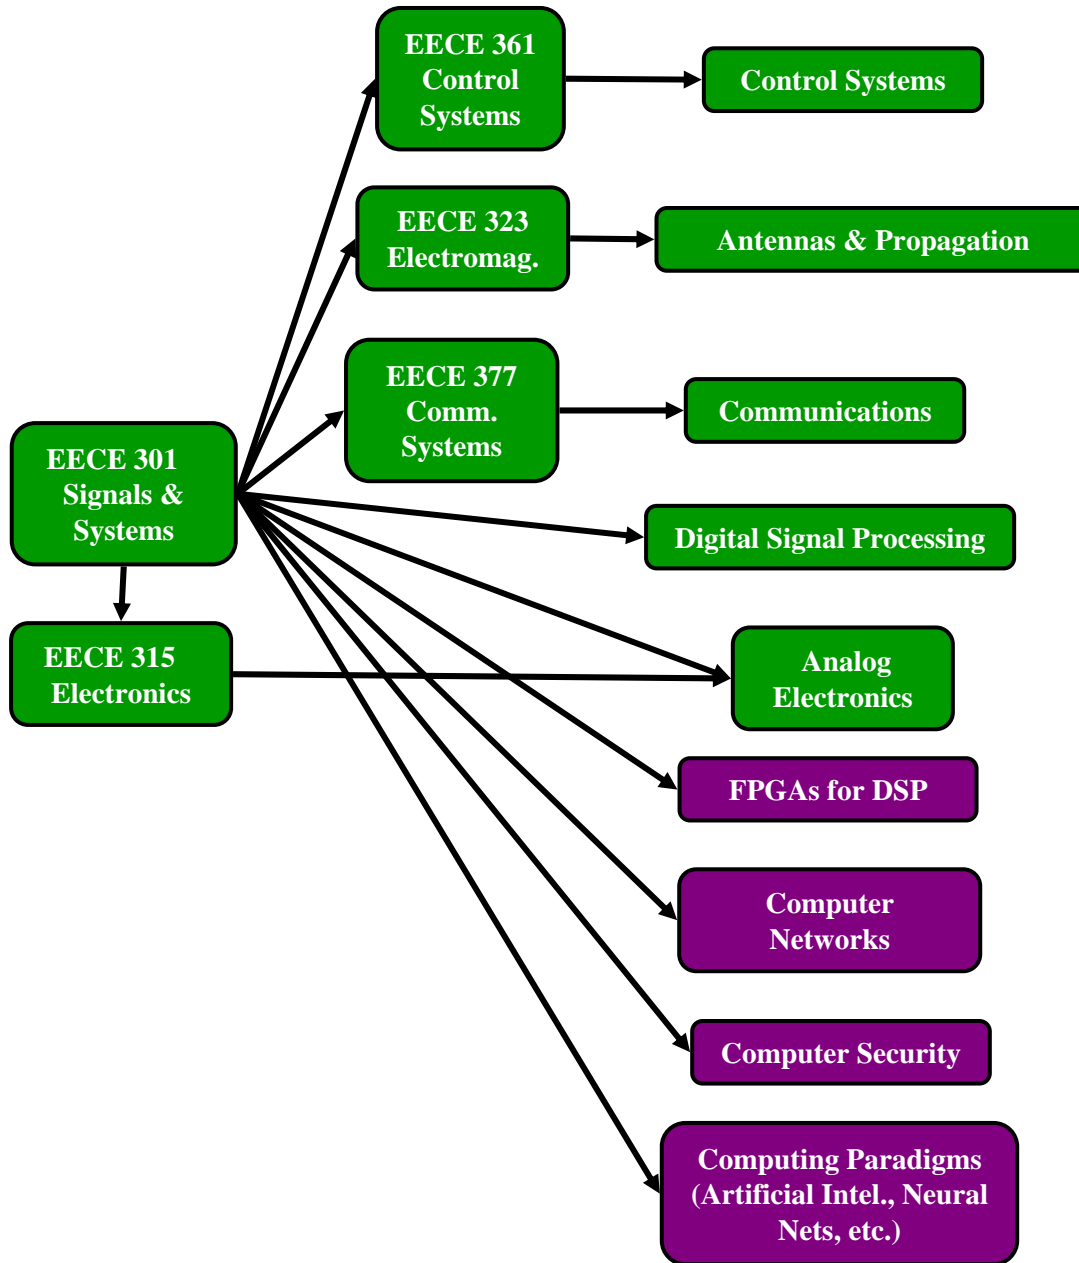 EECE 361
Control
Systems
Control Systems
EECE 323
Electromag.
Antennas & Propagation
EECE 377
Comm.
Systems
Communications
EECE 301
Signals &
Systems
Digital Signal Processing
EECE 315
Electronics
Analog
Electronics
FPGAs for DSP
Computer
Networks
Computer Security
Computing Paradigms
(Artificial Intel., Neural
Nets, etc.)